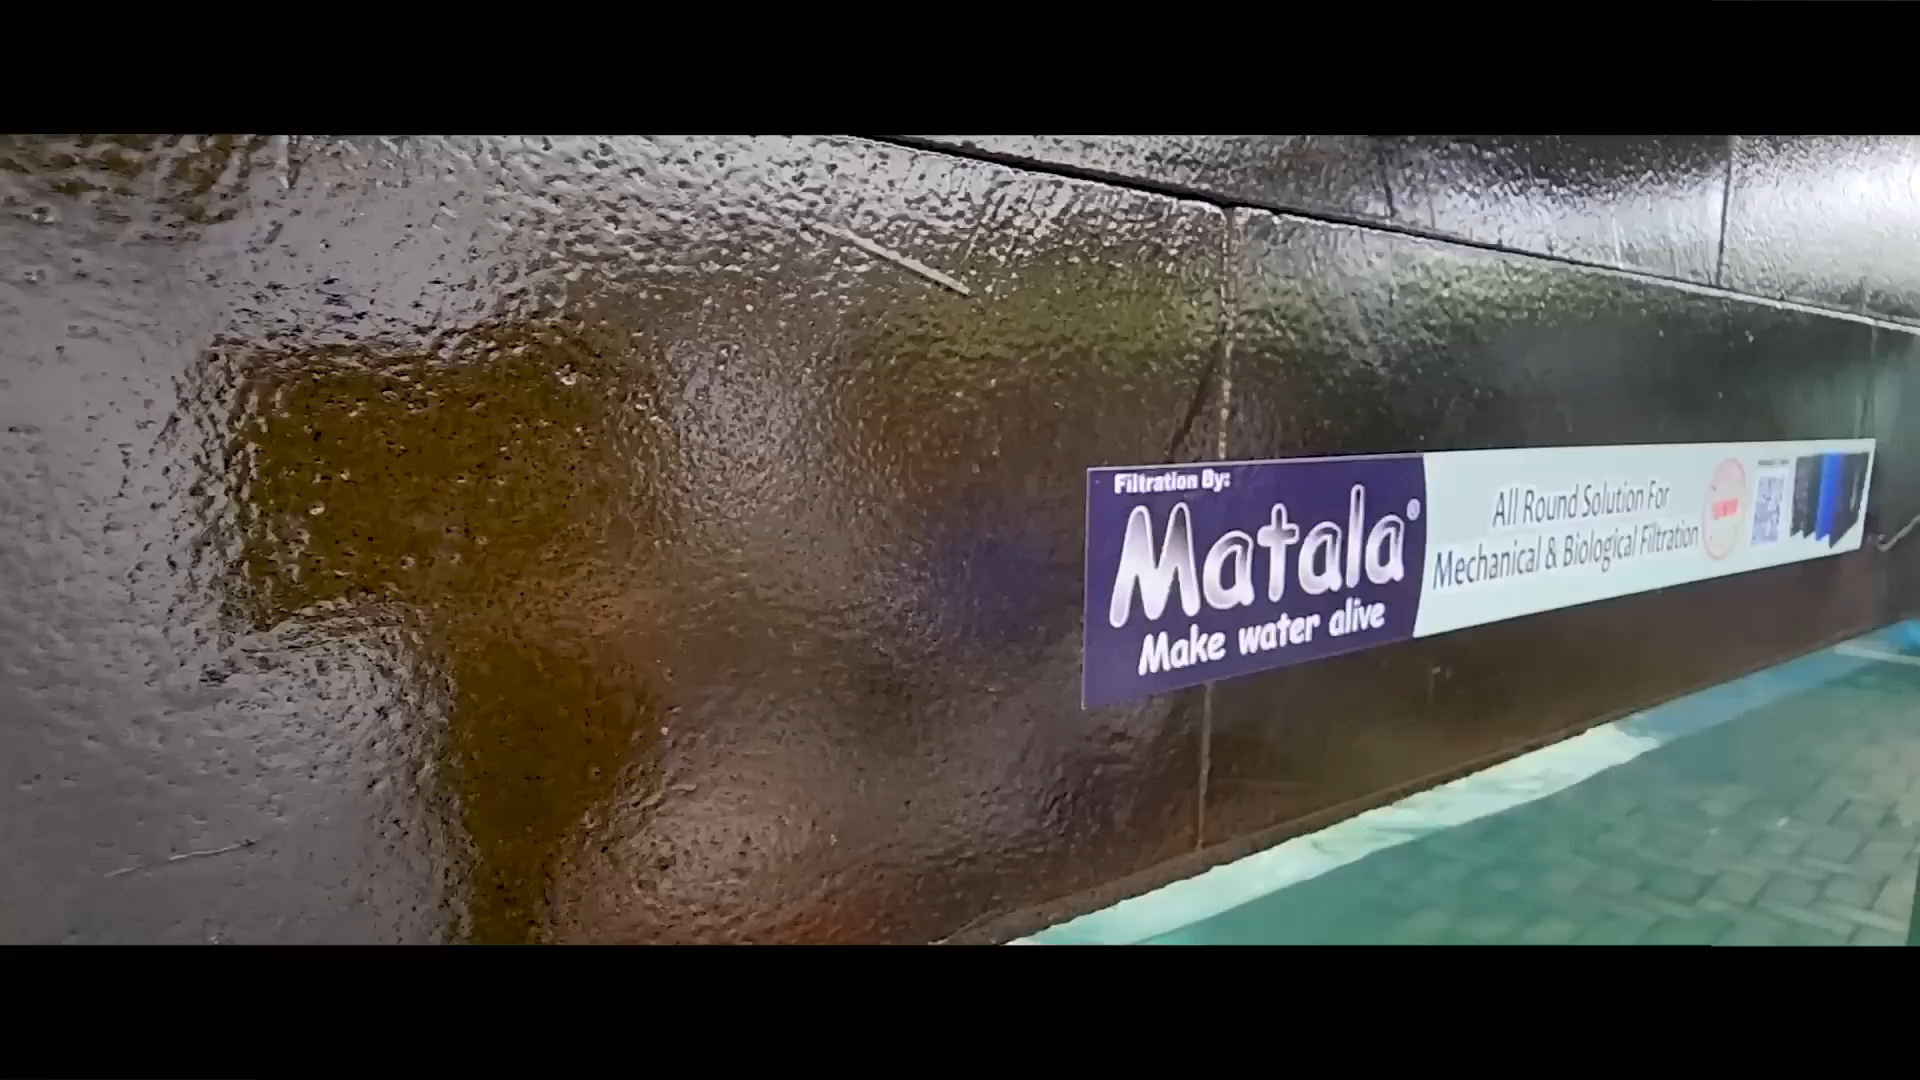 Filtration By:
Matala®
Make water alive
All Round Solution For
Mechanical & Biological Filtration